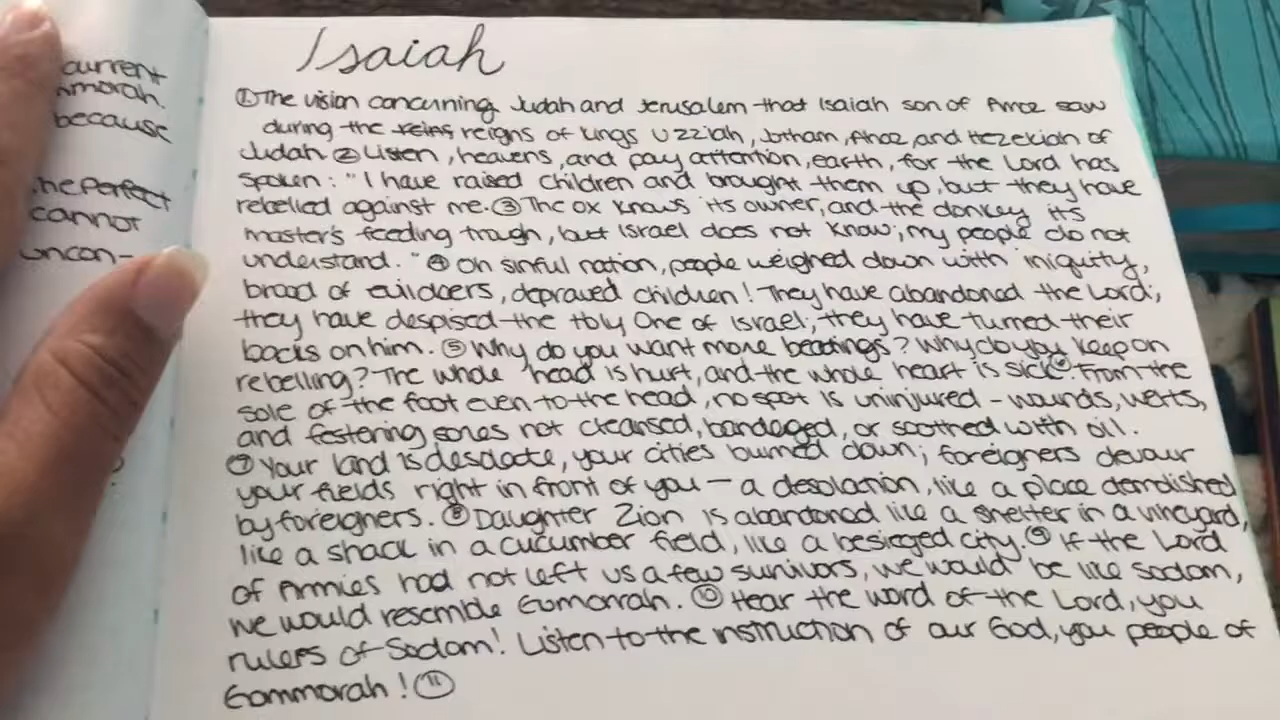 current
mmorah.
because
the perfect
cannot
uncon-
Isaiah
①The vision concurning Judah and Jerusalem that Isaiah son of Amoz saw
during the reins reigns of kings Uzziah, Jotham, Ahaz, and Hezekiah of
Judah ② Listen, heavens, and pay attention, earth, for the Lord has
spoken: "I have raised children and brought them up, but they have
rebelled against me. ③ The ox knows its owner, and the donkey its
master's feeding trough, but Israel does not know; my people do not
understand." ④ Oh sinful nation, people weighed down with iniquity,
brood of evildoers, depraved children! They have abandoned the Lord;
they have despised the Holy One of Israel; they have turned their
backs on him. ⑤ Why do you want more beatings? Why do you keep on
rebelling? The whole head is hurt, and the whole heart is sick. ⑥ From the
sole of the foot even to the head, no spot is uninjured - wounds, welts,
and festering sores not cleansed, bandaged, or soothed with oil.
⑦ Your land is desolate, your cities burned down; foreigners devour
your fields right in front of you — a desolation, like a place demolished
by foreigners. ⑧ Daughter Zion is abandoned like a shelter in a vineyard,
like a shack in a cucumber field, like a besieged city. ⑨ If the Lord
of Armies had not left us a few survivors, we would be like Sodom,
we would resemble Gomorrah. ⑩ Hear the word of the Lord, you
rulers of Sodom! Listen to the instruction of our God, you people of
Gommorah! ⑪